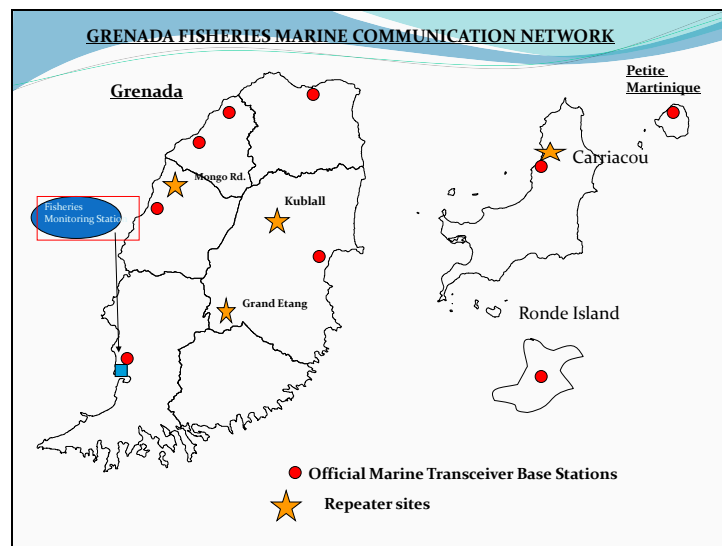 GRENADA FISHERIES MARINE COMMUNICATION NETWORK
Petite
Martinique
Grenada
Carriacou
Mongo Rd.
Kublall
Fisheries
Monitoring Statio
Grand Etang
Ronde Island
Official Marine Transceiver Base Stations
Repeater sites